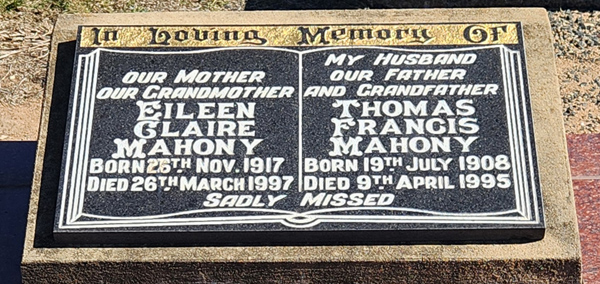 In Loving Memory Of
OUR MOTHER
OUR GRANDMOTHER
EILEEN
CLAIRE
MAHONY
BORN 26TH NOV. 1917
DIED 26TH MARCH 1997
MY HUSBAND
OUR FATHER
AND GRANDFATHER
THOMAS
FRANCIS
MAHONY
BORN 19TH JULY 1908
DIED 9TH APRIL 1995
SADLY MISSED